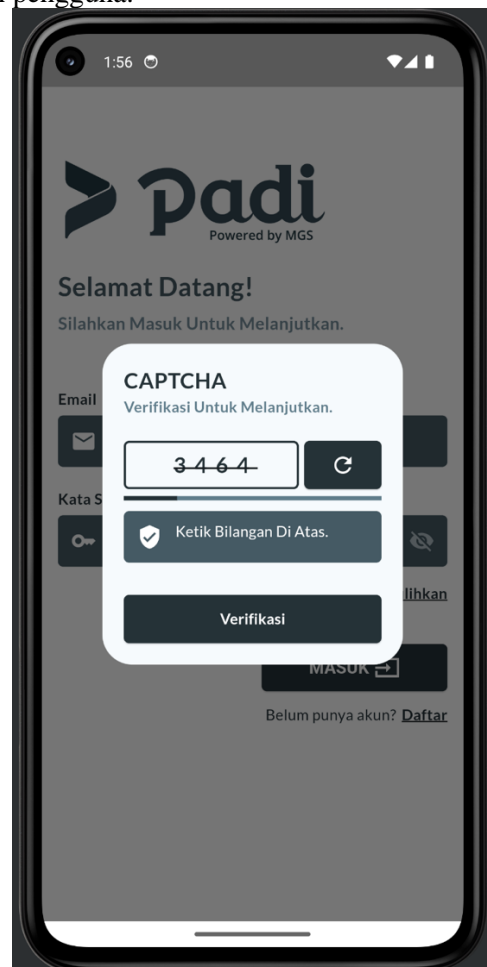 pengguna.
1:56
Padi
Powered by MGS
Selamat Datang!
Silahkan Masuk Untuk Melanjutkan.
CAPTCHA
Email
Verifikasi Untuk Melanjutkan.
3464
Kata S
Ketik Bilangan Di Atas.
lihkan
Verifikasi
MASUK
Belum punya akun? Daftar